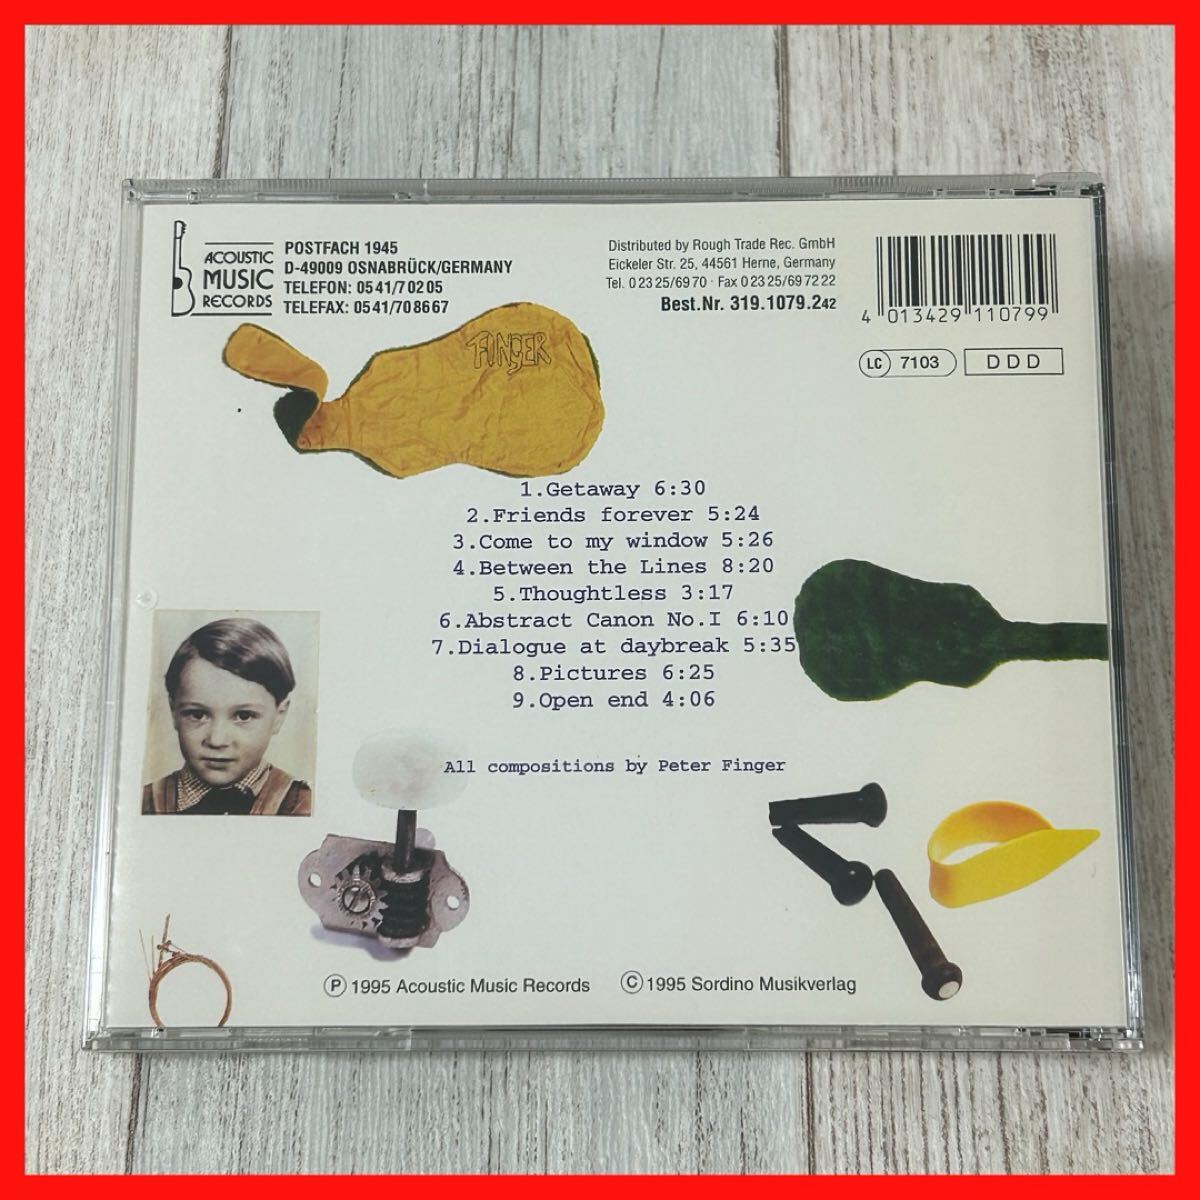 ACOUSTIC
MUSIC
RECORDS
POSTFACH 1945
D-49009 OSNABRÜCK/GERMANY
TELEFON: 05 41/7 02 05
TELEFAX: 05 41/70 86 67
Distributed by Rough Trade Rec. GmbH
Eickeler Str. 25, 44561 Herne, Germany
Tel. 0 23 25/69 70 · Fax 0 23 25/69 72 22
Best.Nr. 319.1079.2 42
4 013429 110799
LC 7103
DDD
FINGER
1.Getaway 6:30
2.Friends forever 5:24
3.Come to my window 5:26
4.Between the Lines 8:20
5.Thoughtless 3:17
6.Abstract Canon No.I 6:10
7.Dialogue at daybreak 5:35
8.Pictures 6:25
9.Open end 4:06
All compositions by Peter Finger
Ⓟ 1995 Acoustic Music Records
© 1995 Sordino Musikverlag